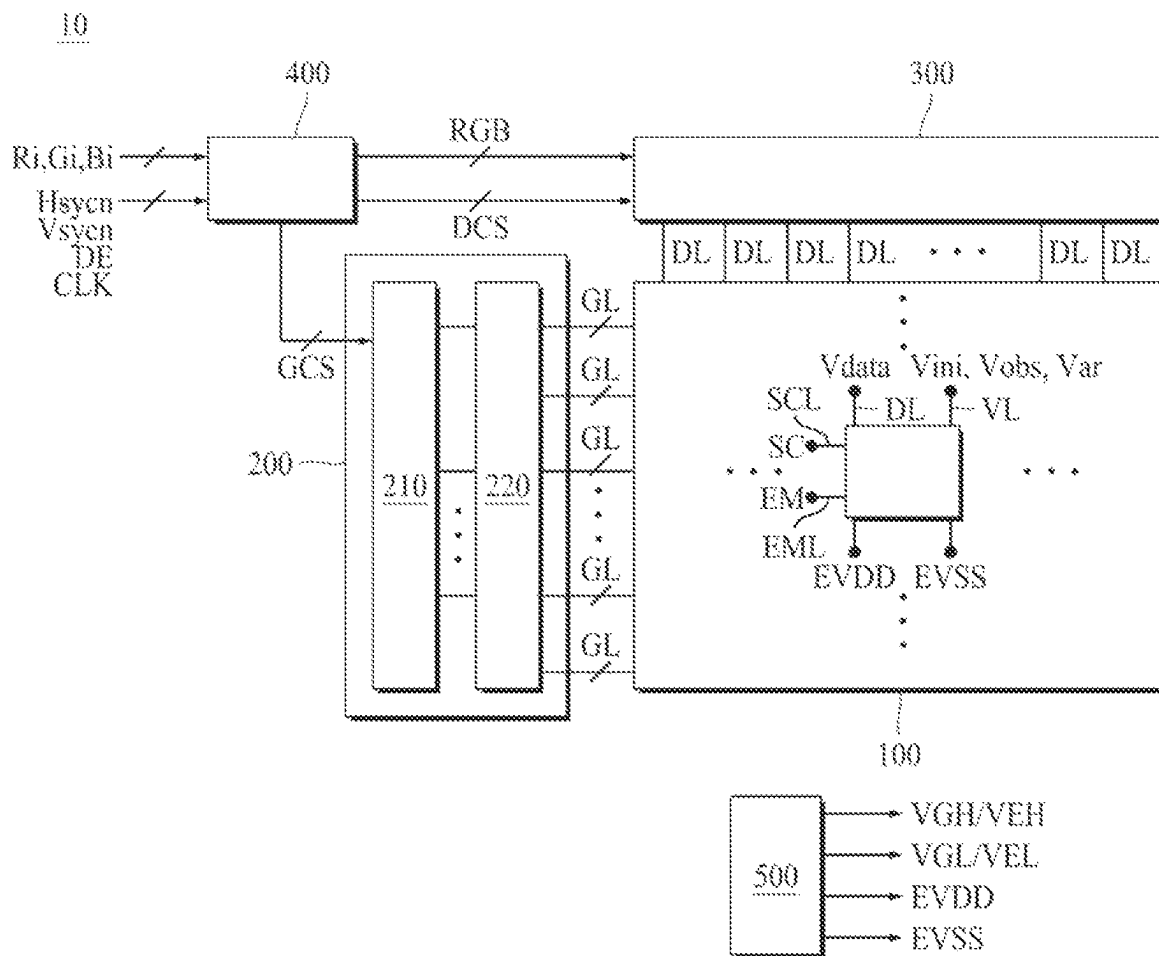 10
400
300
Ri,Gi,Bi
RGB
Hsycn
Vsycn
DE
CLK
DCS
DL DL DL DL DL DL
GCS
GL
GL
GL
GL
GL
200
210
220
Vdata Vini, Vobs, Var
SCL
DL
VL
SC
EM
EML
EVDD EVSS
100
500
VGH/VEH
VGL/VEL
EVDD
EVSS